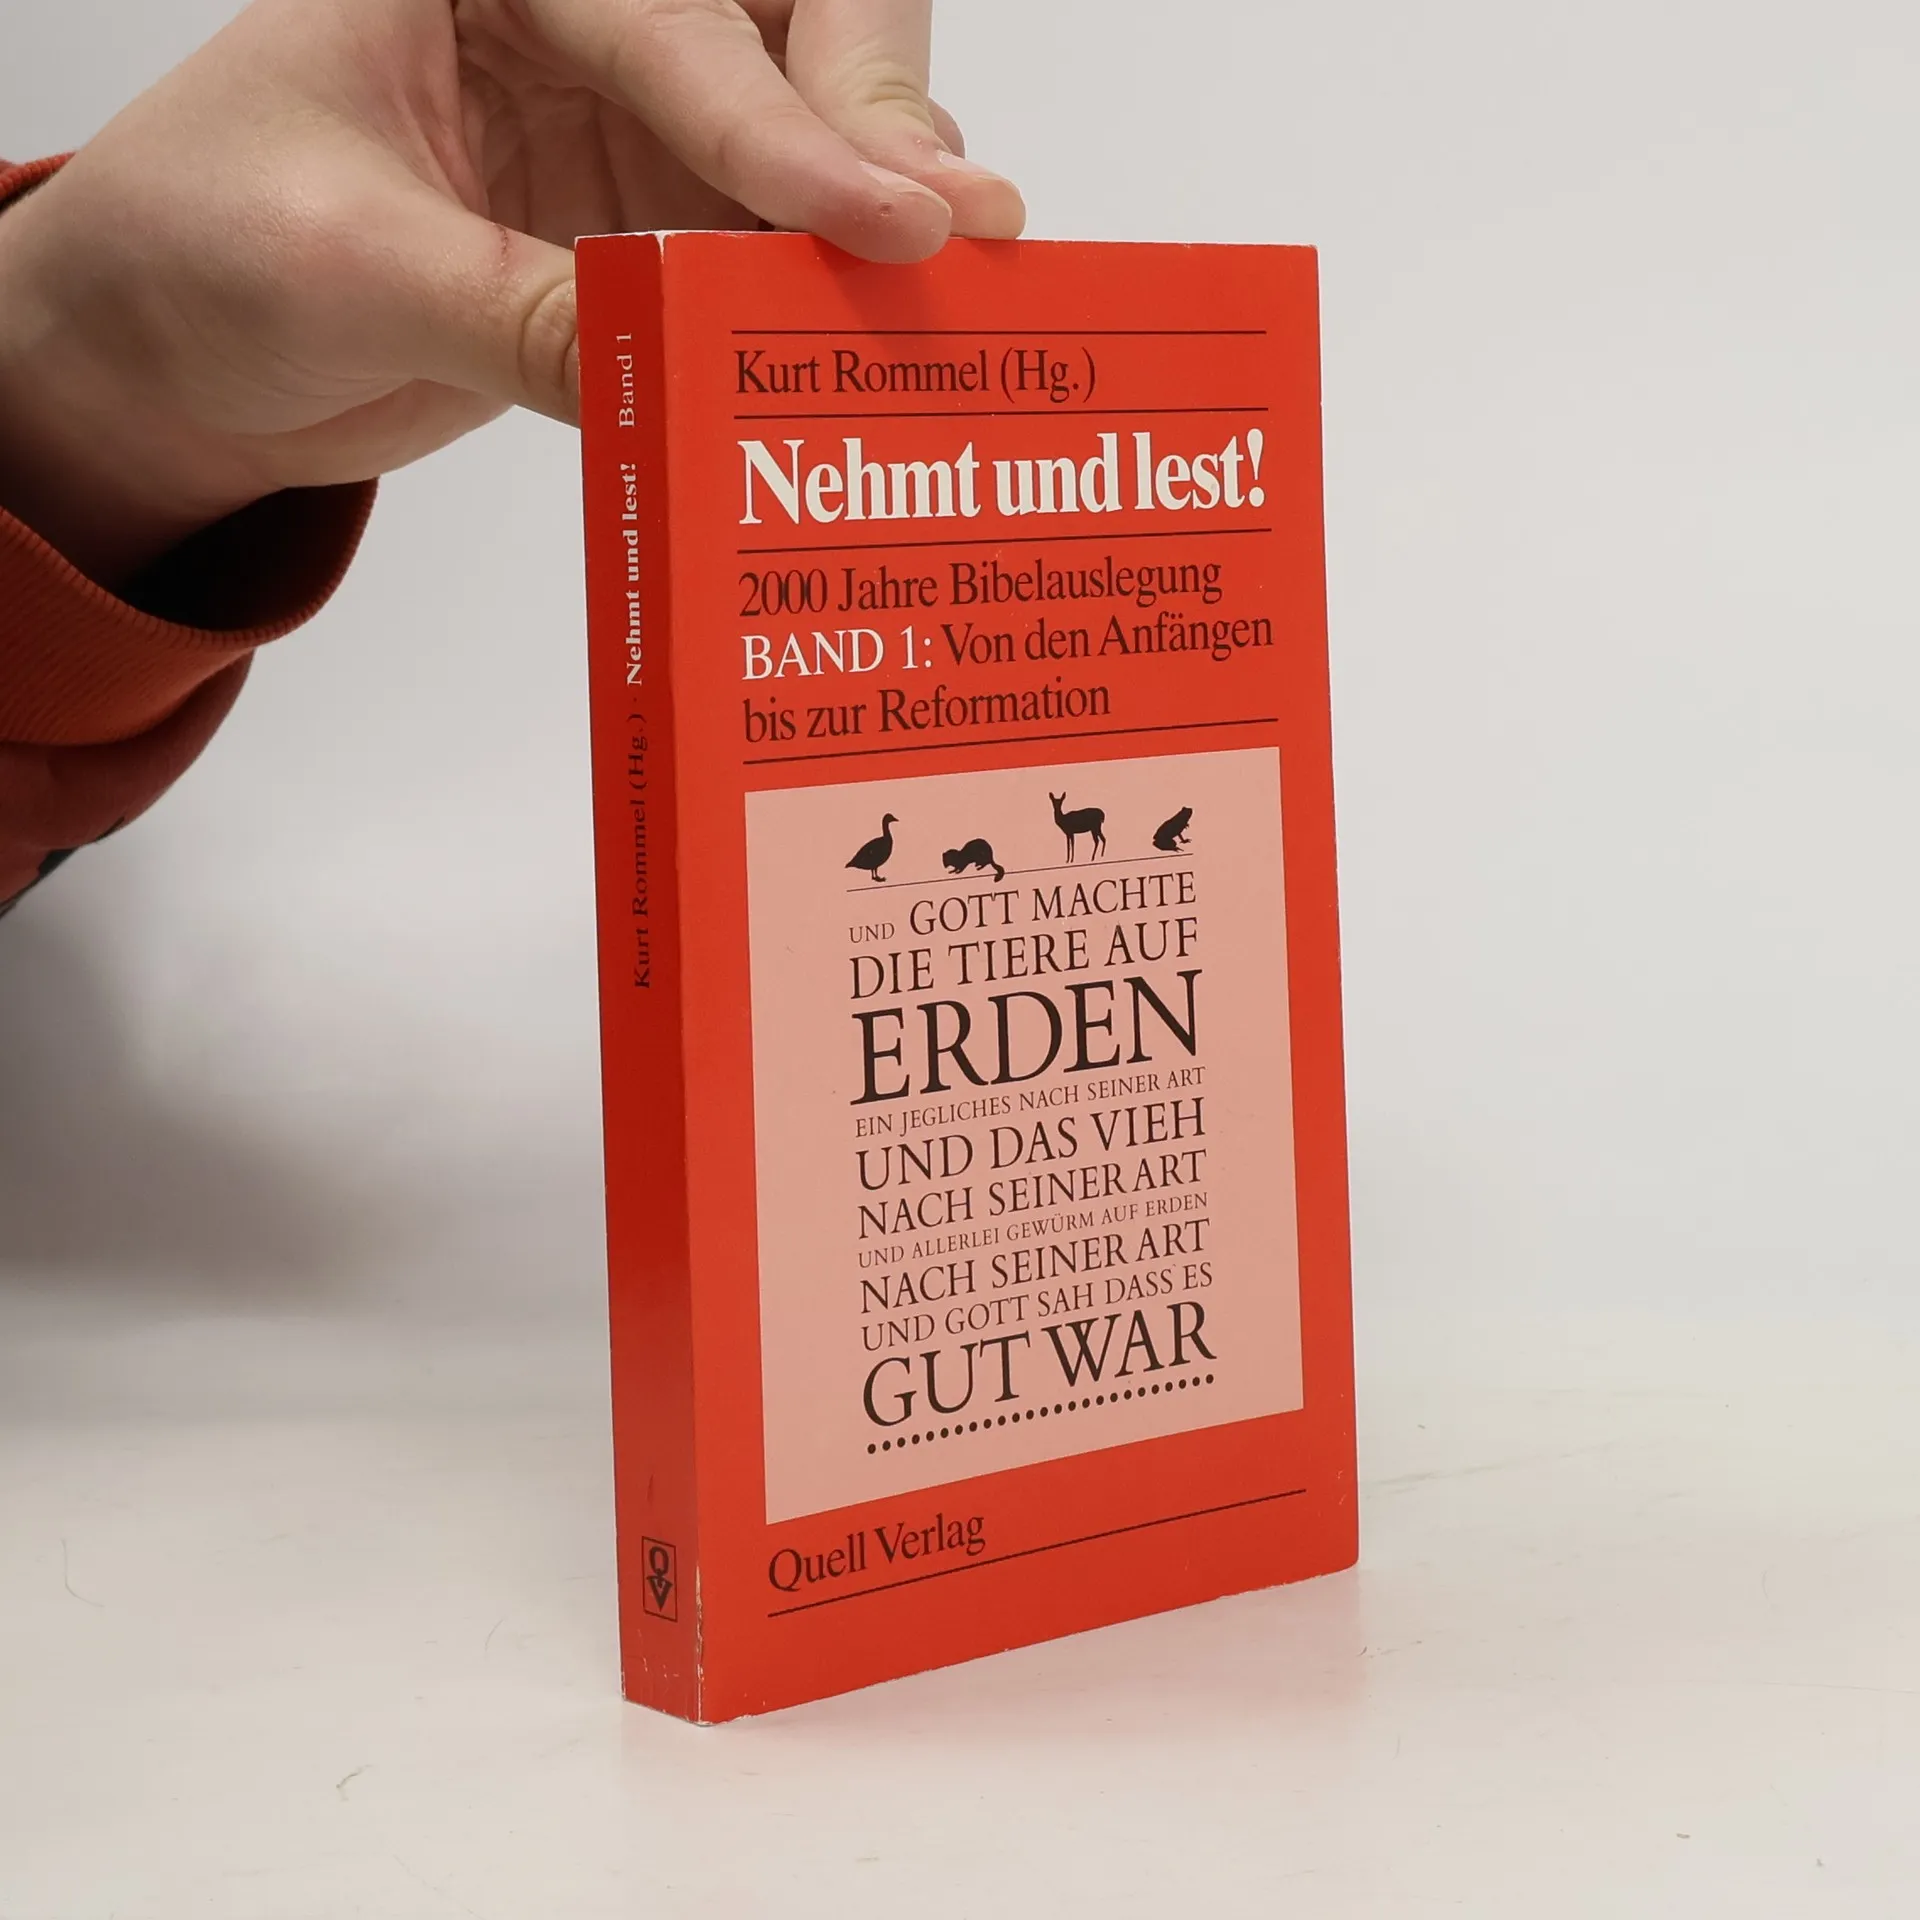 Kurt Rommel (Hg.) · Nehmt und lest! Band 1
QV
Kurt Rommel (Hg.)
Nehmt und lest!
2000 Jahre Bibelauslegung
BAND 1: Von den Anfängen
bis zur Reformation
UND GOTT MACHTE
DIE TIERE AUF
ERDEN
EIN JEGLICHES NACH SEINER ART
UND DAS VIEH
NACH SEINER ART
UND ALLERLEI GEWÜRM AUF ERDEN
NACH SEINER ART
UND GOTT SAH DASS ES
GUT WAR
Quell Verlag